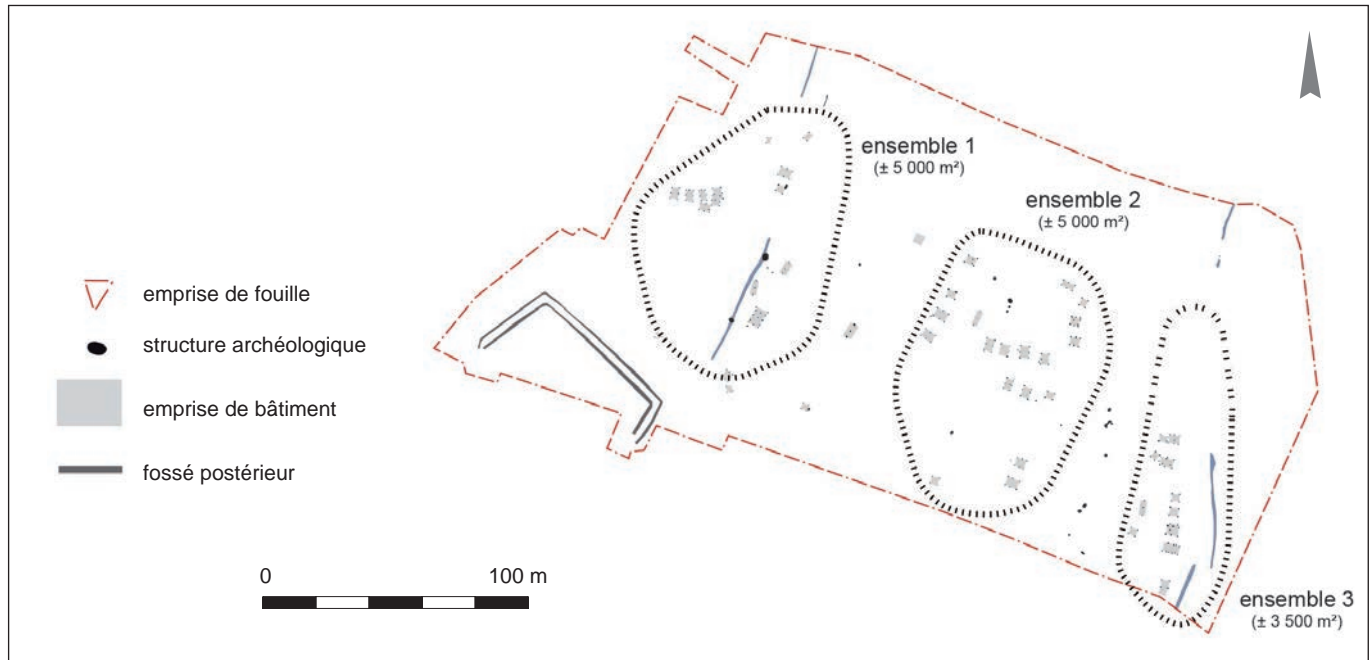 ensemble 1
(± 5 000 m²)
ensemble 2
(± 5 000 m²)
emprise de fouille
structure archéologique
emprise de bâtiment
fossé postérieur
0 100 m
ensemble 3
(± 3 500 m²)